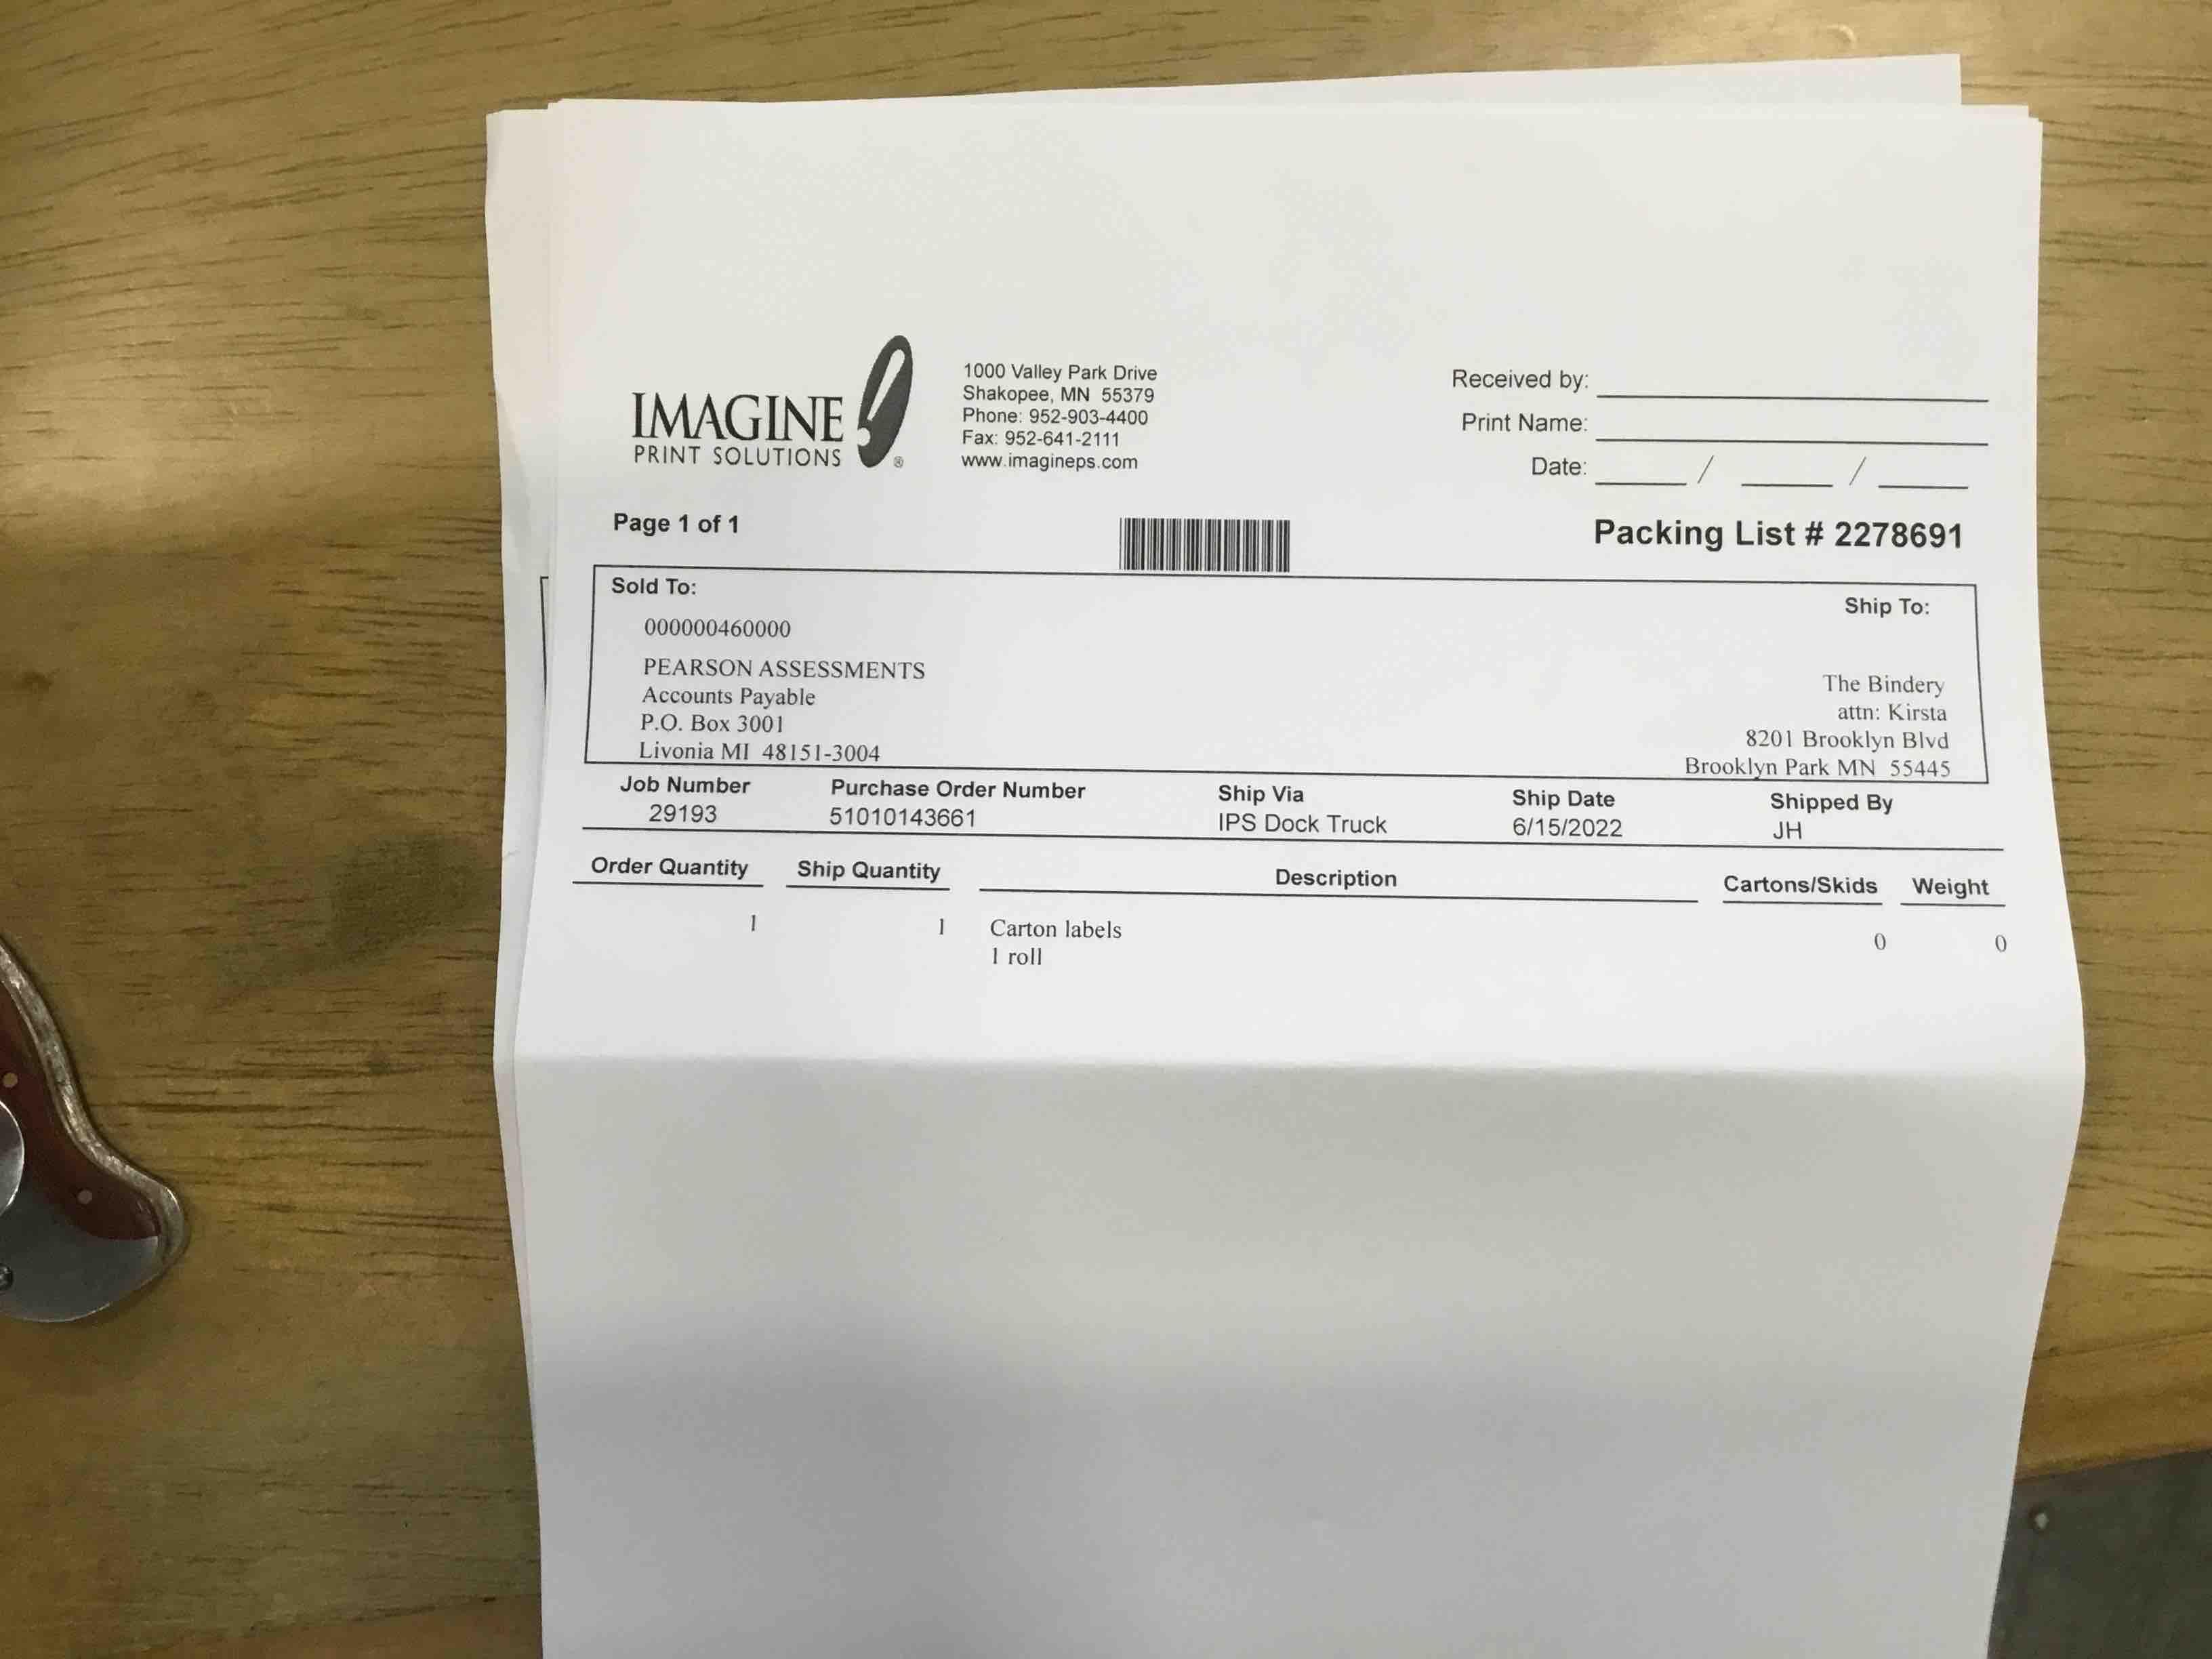 IMAGINE
PRINT SOLUTIONS ®
1000 Valley Park Drive
Shakopee, MN 55379
Phone: 952-903-4400
Fax: 952-641-2111
www.imagineps.com
Received by:
Print Name:
Date: / /
Page 1 of 1
Packing List # 2278691
Sold To:
000000460000
PEARSON ASSESSMENTS
Accounts Payable
P.O. Box 3001
Livonia MI 48151-3004
Ship To:
The Bindery
attn: Kirsta
8201 Brooklyn Blvd
Brooklyn Park MN 55445
Job Number Purchase Order Number Ship Via Ship Date Shipped By
29193 51010143661 IPS Dock Truck 6/15/2022 JH
Order Quantity Ship Quantity Description Cartons/Skids Weight
1 1 Carton labels 0 0
1 roll